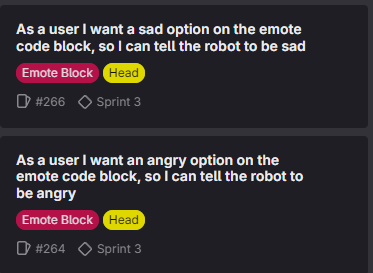 As a user I want a sad option on the emote
code block, so I can tell the robot to be sad
Emote Block Head
#266 Sprint 3
As a user I want an angry option on the
emote code block, so I can tell the robot to
be angry
Emote Block Head
#264 Sprint 3